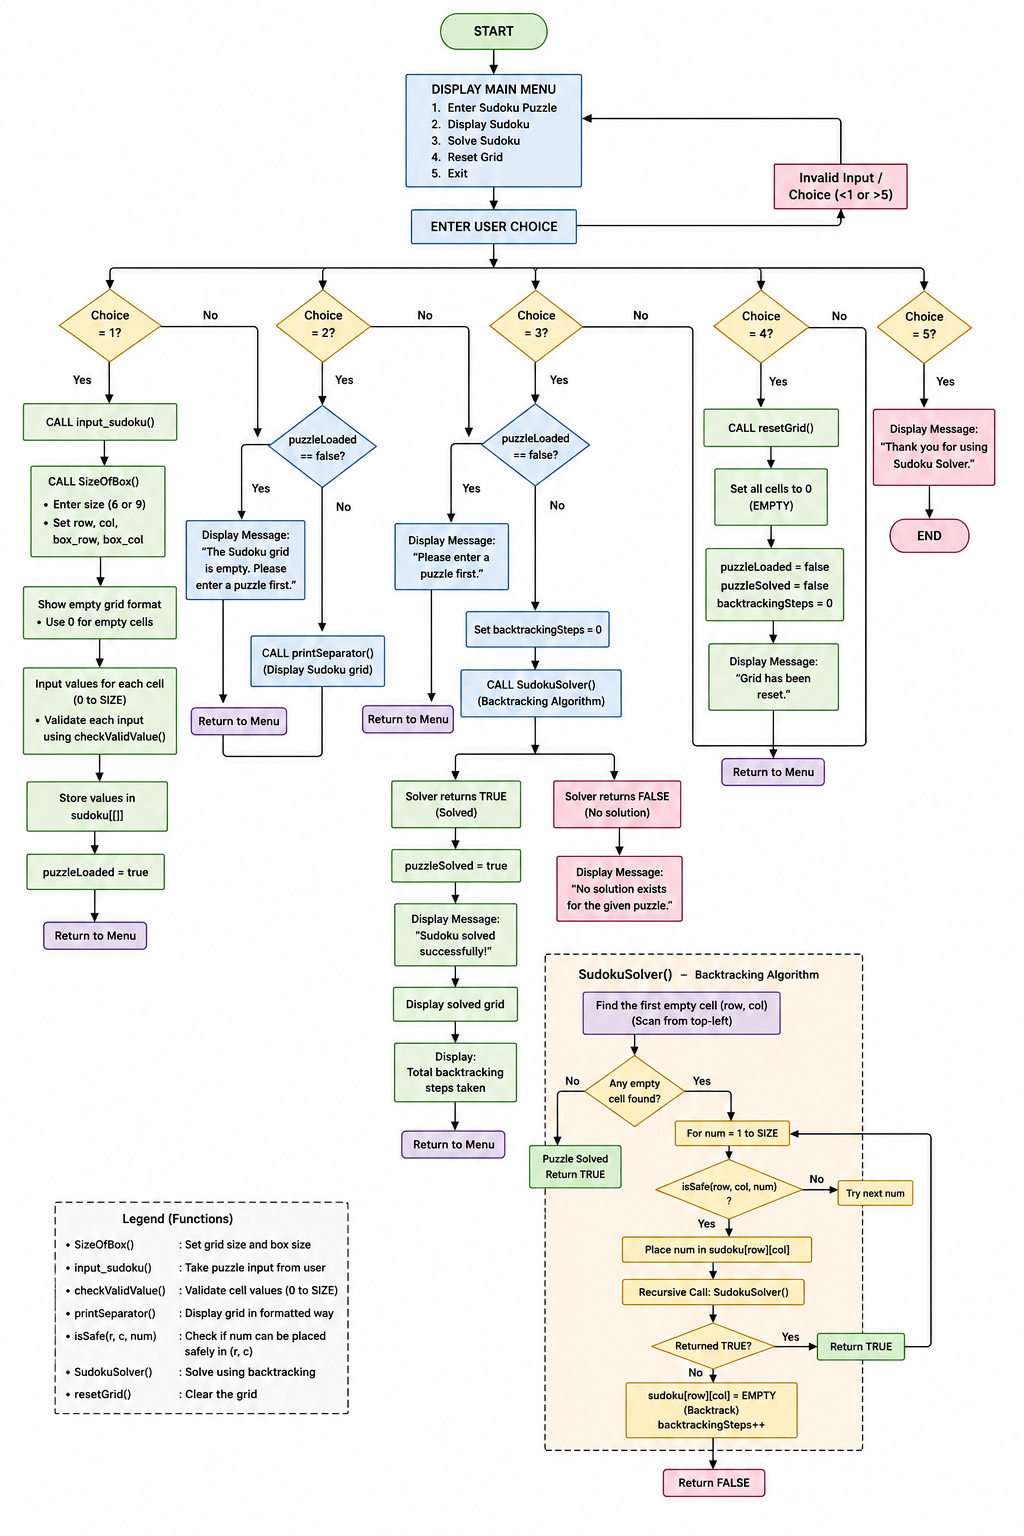 START
DISPLAY MAIN MENU
1. Enter Sudoku Puzzle
2. Display Sudoku
3. Solve Sudoku
4. Reset Grid
5. Exit
Invalid Input /
Choice (<1 or >5)
ENTER USER CHOICE
Choice
= 1?
No
Yes
Choice
= 2?
No
Yes
Choice
= 3?
No
Yes
Choice
= 4?
No
Yes
Choice
= 5?
Yes
CALL input_sudoku()
CALL SizeOfBox()
• Enter size (6 or 9)
• Set row, col,
box_row, box_col
Show empty grid format
• Use 0 for empty cells
Input values for each cell
(0 to SIZE)
• Validate each input
using checkValidValue()
Store values in
sudoku[[]]
puzzleLoaded = true
Return to Menu
puzzleLoaded
== false?
Yes
No
Display Message:
“The Sudoku grid
is empty. Please
enter a puzzle first.”
CALL printSeparator()
(Display Sudoku grid)
Return to Menu
puzzleLoaded
== false?
Yes
No
Display Message:
“Please enter a
puzzle first.”
Return to Menu
Set backtrackingSteps = 0
CALL SudokuSolver()
(Backtracking Algorithm)
Solver returns TRUE
(Solved)
puzzleSolved = true
Display Message:
“Sudoku solved
successfully!”
Display solved grid
Display:
Total backtracking
steps taken
Return to Menu
Solver returns FALSE
(No solution)
Display Message:
“No solution exists
for the given puzzle.”
CALL resetGrid()
Set all cells to 0
(EMPTY)
puzzleLoaded = false
puzzleSolved = false
backtrackingSteps = 0
Display Message:
“Grid has been
reset.”
Return to Menu
Display Message:
“Thank you for using
Sudoku Solver.”
END
SudokuSolver() – Backtracking Algorithm
Find the first empty cell (row, col)
(Scan from top-left)
Any empty
cell found?
No
Yes
Puzzle Solved
Return TRUE
For num = 1 to SIZE
isSafe(row, col, num)
?
No
Try next num
Yes
Place num in sudoku[row][col]
Recursive Call: SudokuSolver()
Returned TRUE?
Yes
Return TRUE
No
sudoku[row][col] = EMPTY
(Backtrack)
backtrackingSteps++
Return FALSE
Legend (Functions)
• SizeOfBox() : Set grid size and box size
• input_sudoku() : Take puzzle input from user
• checkValidValue() : Validate cell values (0 to SIZE)
• printSeparator() : Display grid in formatted way
• isSafe(r, c, num) : Check if num can be placed
safely in (r, c)
• SudokuSolver() : Solve using backtracking
• resetGrid() : Clear the grid